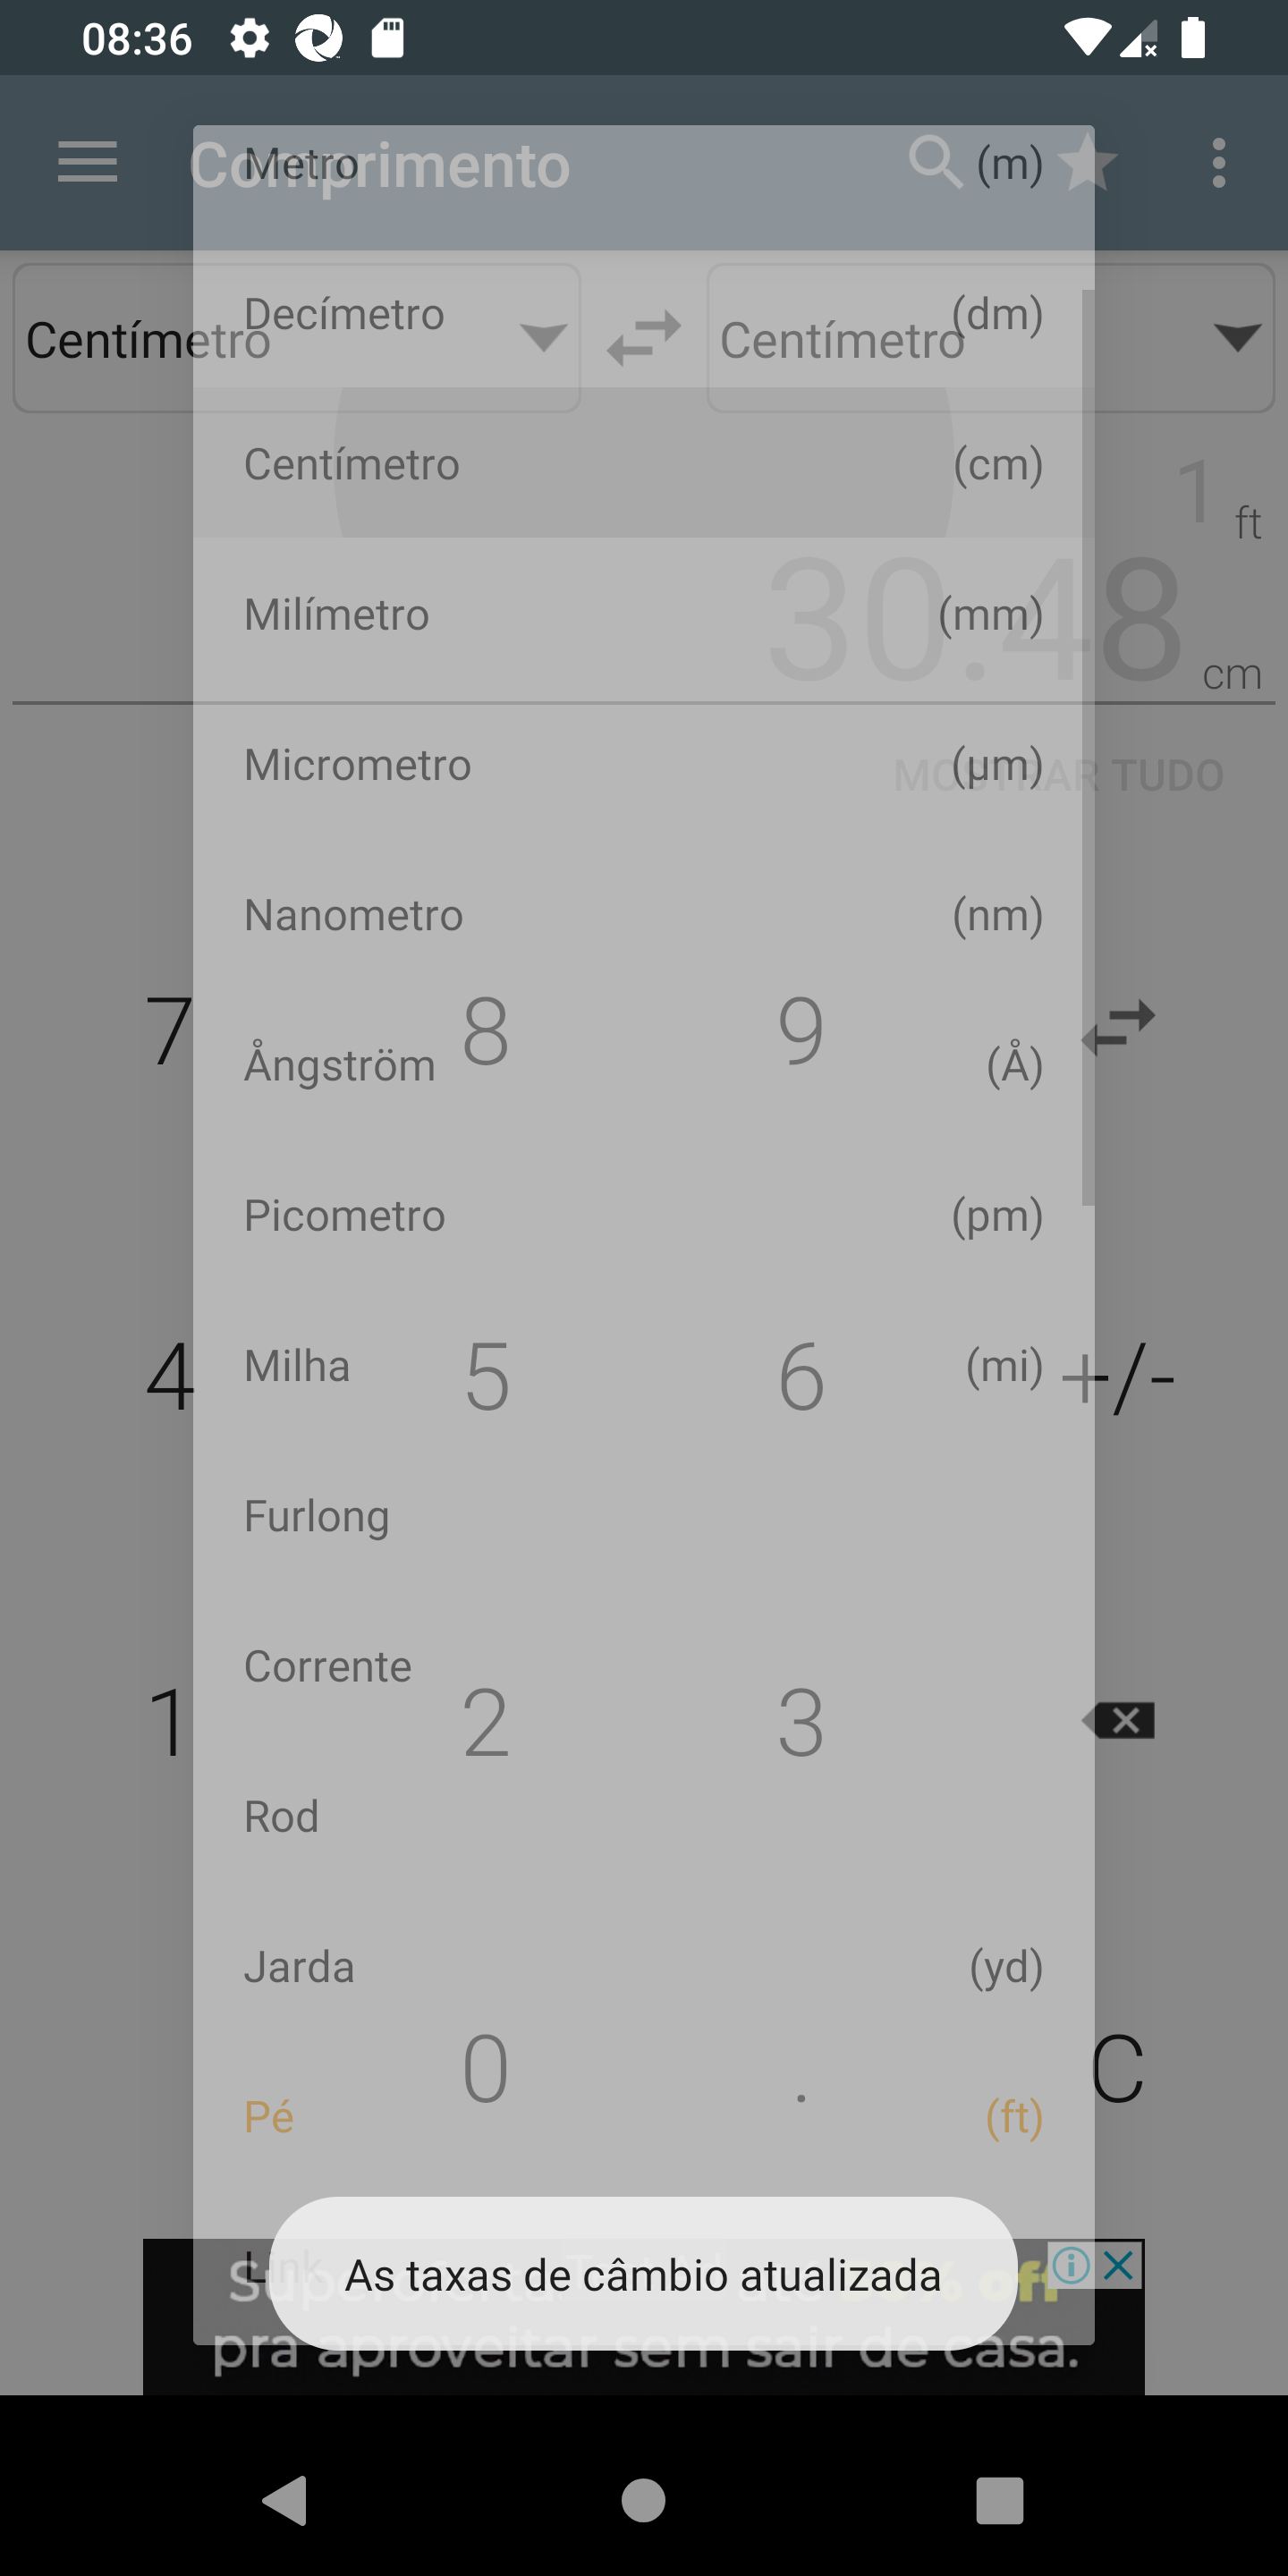 08:36
Comprimento
Metro (m)
Decímetro (dm)
Centímetro
Centímetro
Centímetro (cm)
1 ft
Milímetro (mm)
30.48 cm
Micrometro (µm)
MOSTRAR TUDO
Nanometro (nm)
7 8 9
Ångström (Å)
Picometro (pm)
Milha (mi)
4 5 6 +/-
Furlong
Corrente
1 2 3
Rod
Jarda (yd)
0 . C
Pé (ft)
Link
As taxas de câmbio atualizada
% off
pra aproveitar sem sair de casa.